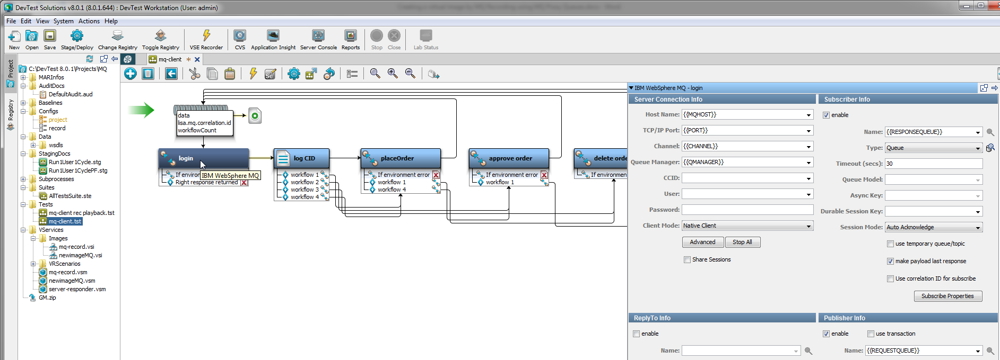 DevTest Solutions v8.0.1 (8.0.1.644) : DevTest Workstation (User: admin)
File Edit View System Actions Help
New Open Save Stage/Deploy Change Registry Toggle Registry VSE Recorder CVS Application Insight Server Console Reports Stop Close Lab Status
Project
Registry
C:\DevTest 8.0.1\Projects\MQ
MARInfos
AuditDocs
DefaultAudit.aud
Baselines
Configs
project
record
Data
wsdls
StagingDocs
Run1User1Cycle.stg
Run1User1CyclePF.stg
Subprocesses
Suites
AllTestsSuite.ste
Tests
mq-client rec playback.tst
mq-client.tst
VServices
Images
mq-record.vsi
newimageMQ.vsi
VRScenarios
mq-record.vsm
newimageMQ.vsm
server-responder.vsm
GM.zip
mq-client
Se
data
lisa.mq.correlation.id
workflowCount
login
If environ
IBM WebSphere MQ
Right response returned
log CID
workflow 1
workflow 2
workflow 3
workflow 4
placeOrder
If environment error
workflow 1
workflow 4
approve order
If environment error
workflow 1
delete orde
If environment
IBM WebSphere MQ - login
Server Connection Info
Host Name: {{MQHOST}}
TCP/IP Port: {{PORT}}
Channel: {{CHANNEL}}
Queue Manager: {{QMANAGER}}
CCID:
User:
Password:
Client Mode: Native Client
Advanced Stop All
Share Sessions
Subscriber Info
enable
Name: {{RESPONSEQUEUE}}
Type: Queue
Timeout (secs): 30
Queue Model:
Async Key:
Durable Session Key:
Session Mode: Auto Acknowledge
use temporary queue/topic
make payload last response
Use correlation ID for subscribe
Subscribe Properties
ReplyTo Info
enable
Name:
Publisher Info
enable use transaction
Name: {{REQUESTQUEUE}}